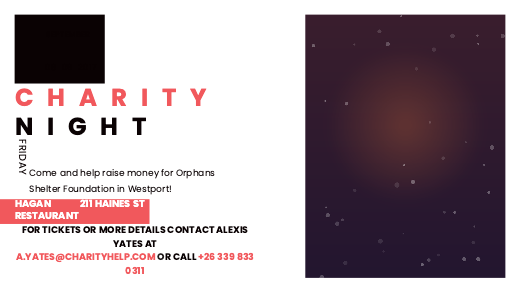 CHARITY
NIGHT
FRIDAY
Come and help raise money for Orphans
Shelter Foundation in Westport!
HAGAN 211 HAINES ST
RESTAURANT
FOR TICKETS OR MORE DETAILS CONTACT ALEXIS
YATES AT
A.YATES@CHARITYHELP.COM OR CALL +26 339 833
0311